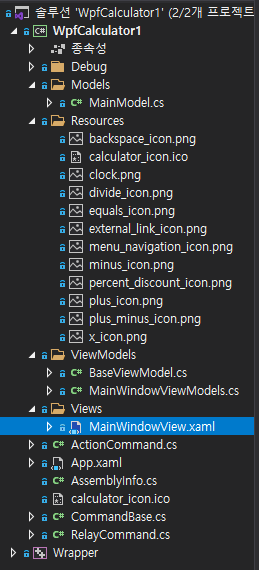 솔루션 'WpfCalculator1' (2/2개 프로젝트
WpfCalculator1
종속성
Debug
Models
MainModel.cs
Resources
backspace_icon.png
calculator_icon.ico
clock.png
divide_icon.png
equals_icon.png
external_link_icon.png
menu_navigation_icon.png
minus_icon.png
percent_discount_icon.png
plus_icon.png
plus_minus_icon.png
x_icon.png
ViewModels
BaseViewModel.cs
MainWindowViewModels.cs
Views
MainWindowView.xaml
ActionCommand.cs
App.xaml
AssemblyInfo.cs
calculator_icon.ico
CommandBase.cs
RelayCommand.cs
Wrapper